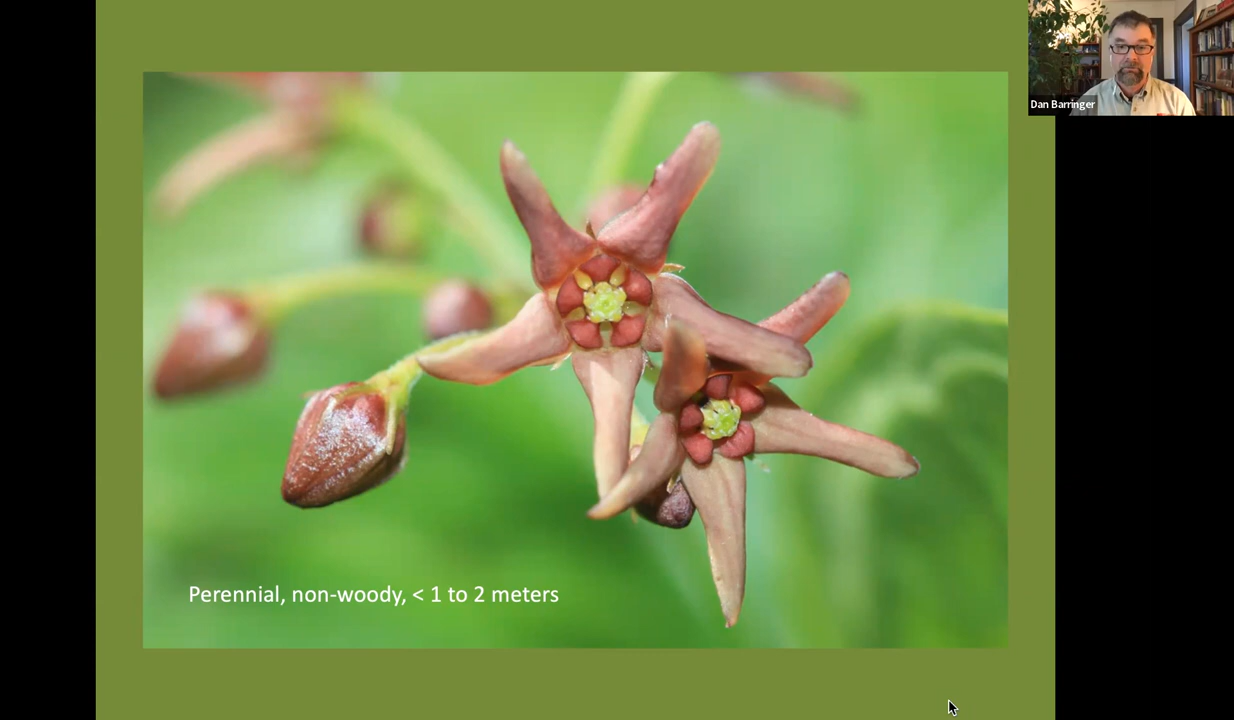 Dan Barringer
Perennial, non-woody, < 1 to 2 meters